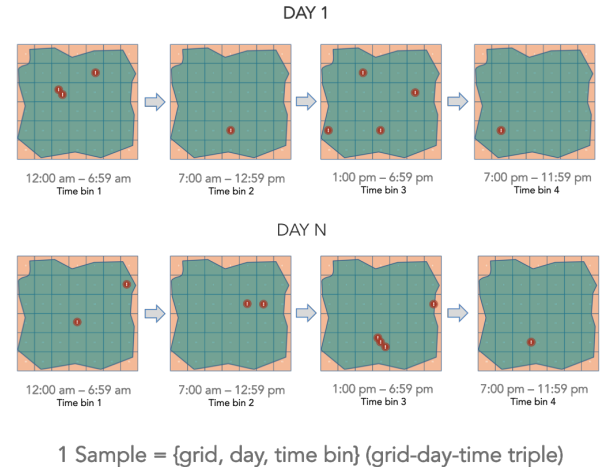 DAY 1
12:00 am – 6:59 am
Time bin 1
7:00 am – 12:59 pm
Time bin 2
1:00 pm – 6:59 pm
Time bin 3
7:00 pm – 11:59 pm
Time bin 4
DAY N
12:00 am – 6:59 am
Time bin 1
7:00 am – 12:59 pm
Time bin 2
1:00 pm – 6:59 pm
Time bin 3
7:00 pm – 11:59 pm
Time bin 4
1 Sample = {grid, day, time bin} (grid-day-time triple)